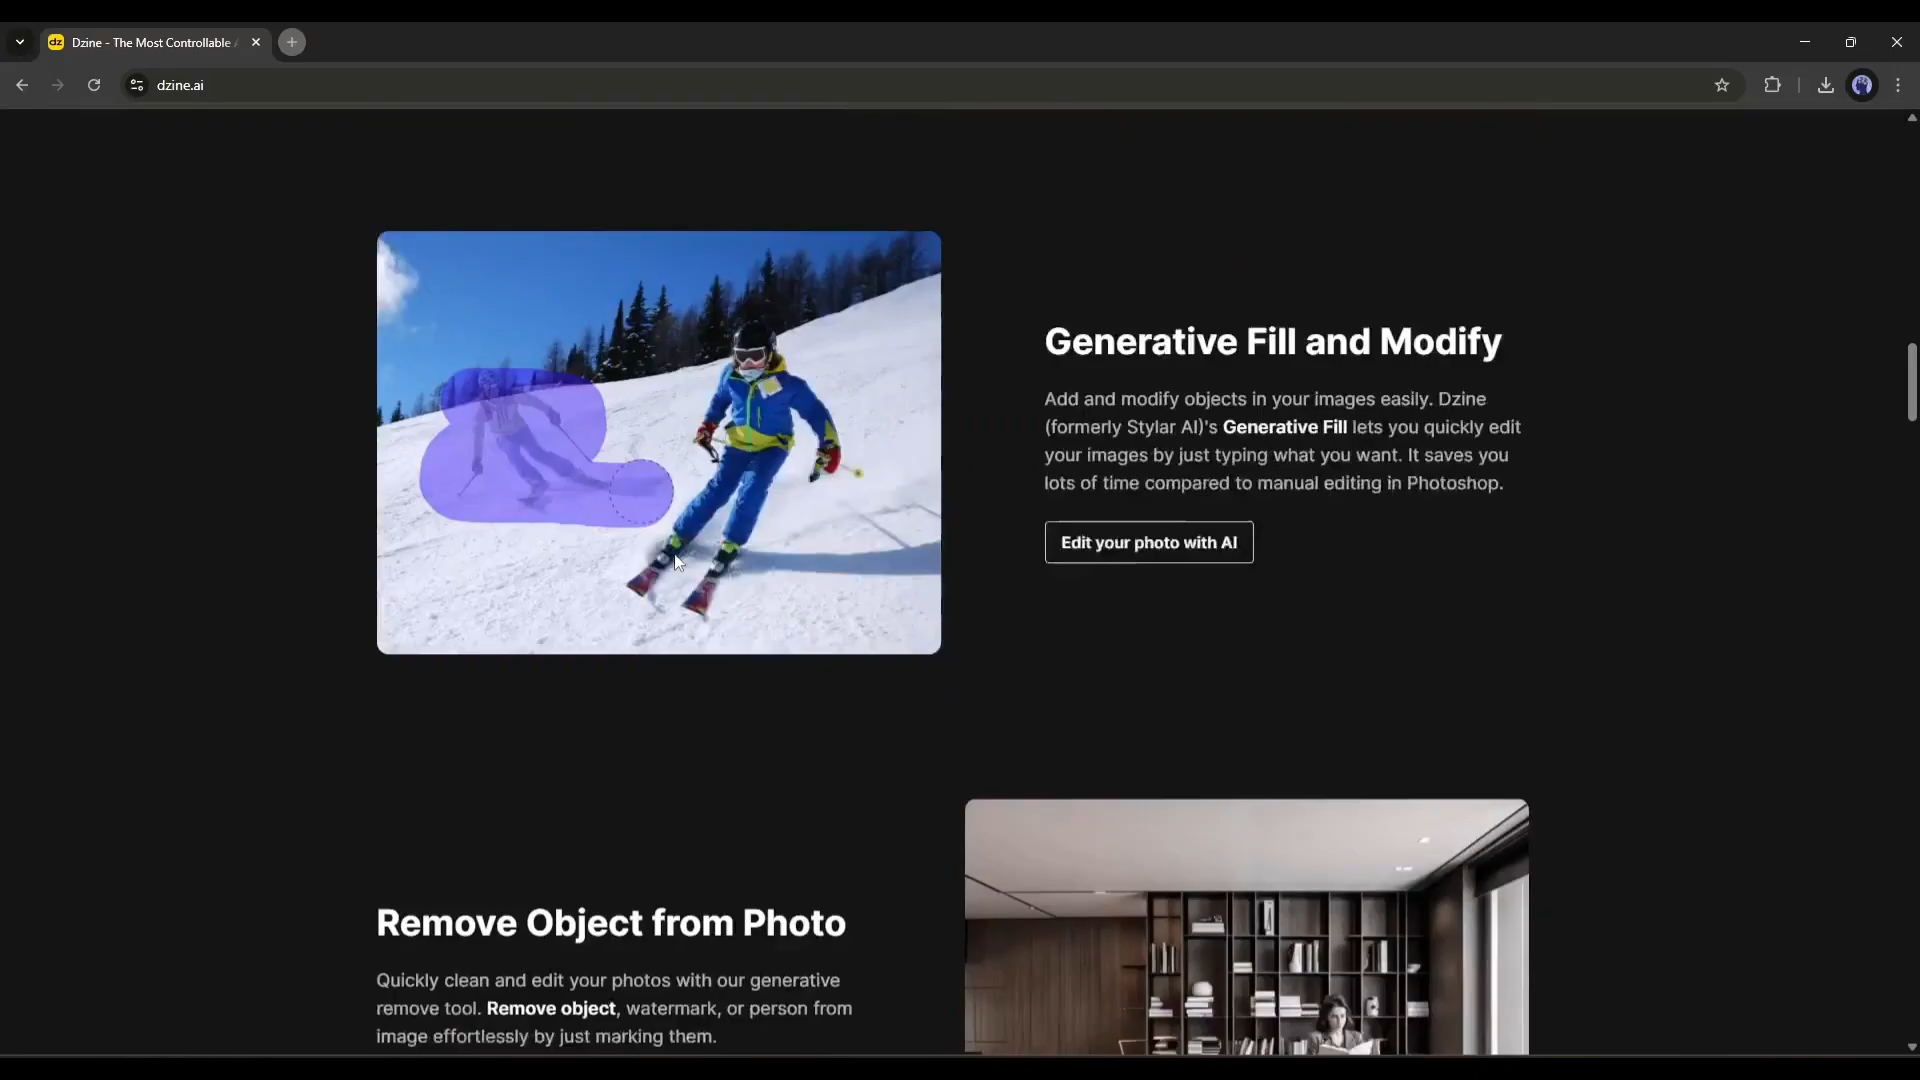 dz Dzine - The Most Controllable
dzine.ai
Generative Fill and Modify
Add and modify objects in your images easily. Dzine
(formerly Stylar AI)'s Generative Fill lets you quickly edit
your images by just typing what you want. It saves you
lots of time compared to manual editing in Photoshop.
Edit your photo with AI
Remove Object from Photo
Quickly clean and edit your photos with our generative
remove tool. Remove object, watermark, or person from
image effortlessly by just marking them.